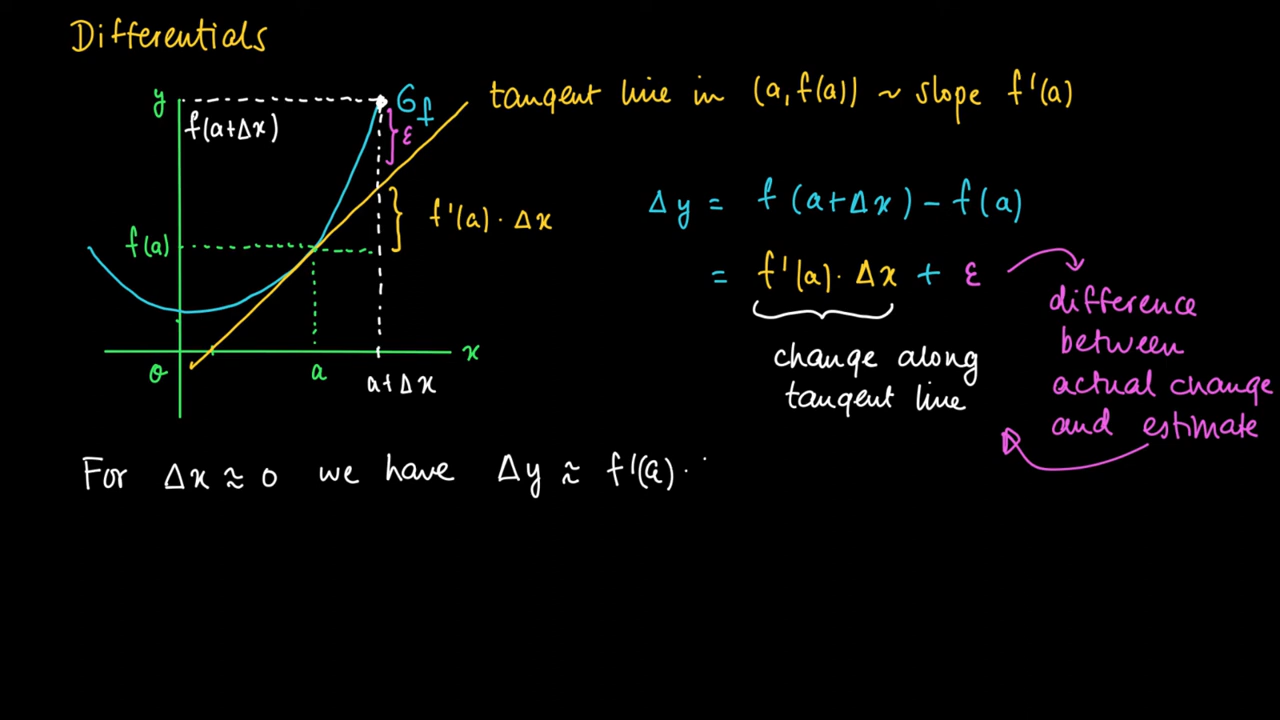 Differentials
y
G_f
tangent line in (a, f(a)) ~ slope f'(a)
f(a+Δx)
ε
f'(a) · Δx
f(a)
Δy = f(a+Δx) - f(a)
= f'(a) · Δx + ε
change along
tangent line
difference
between
actual change
and estimate
x
0
a
a+Δx
For Δx ≈ 0 we have Δy ≈ f'(a) ·